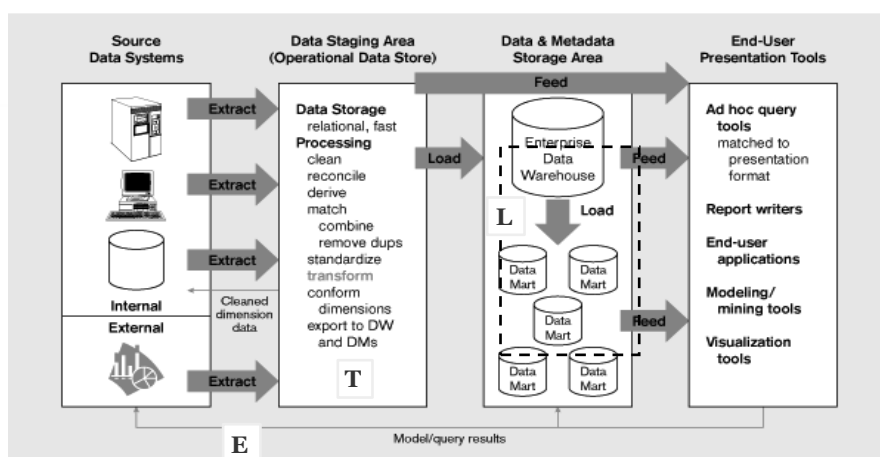 Source
Data Systems
Data Staging Area
(Operational Data Store)
Data & Metadata
Storage Area
End-User
Presentation Tools
Extract
Extract
Extract
Internal
External
Extract
Cleaned
dimension
data
Data Storage
relational, fast
Processing
clean
reconcile
derive
match
combine
remove dups
standardize
transform
conform
dimensions
export to DW
and DMs
T
Load
Feed
Enterprise
Data
Warehouse
L
Load
Data
Mart
Data
Mart
Data
Mart
Data
Mart
Data
Mart
Feed
Feed
Ad hoc query
tools
matched to
presentation
format
Report writers
End-user
applications
Modeling/
mining tools
Visualization
tools
E
Model/query results